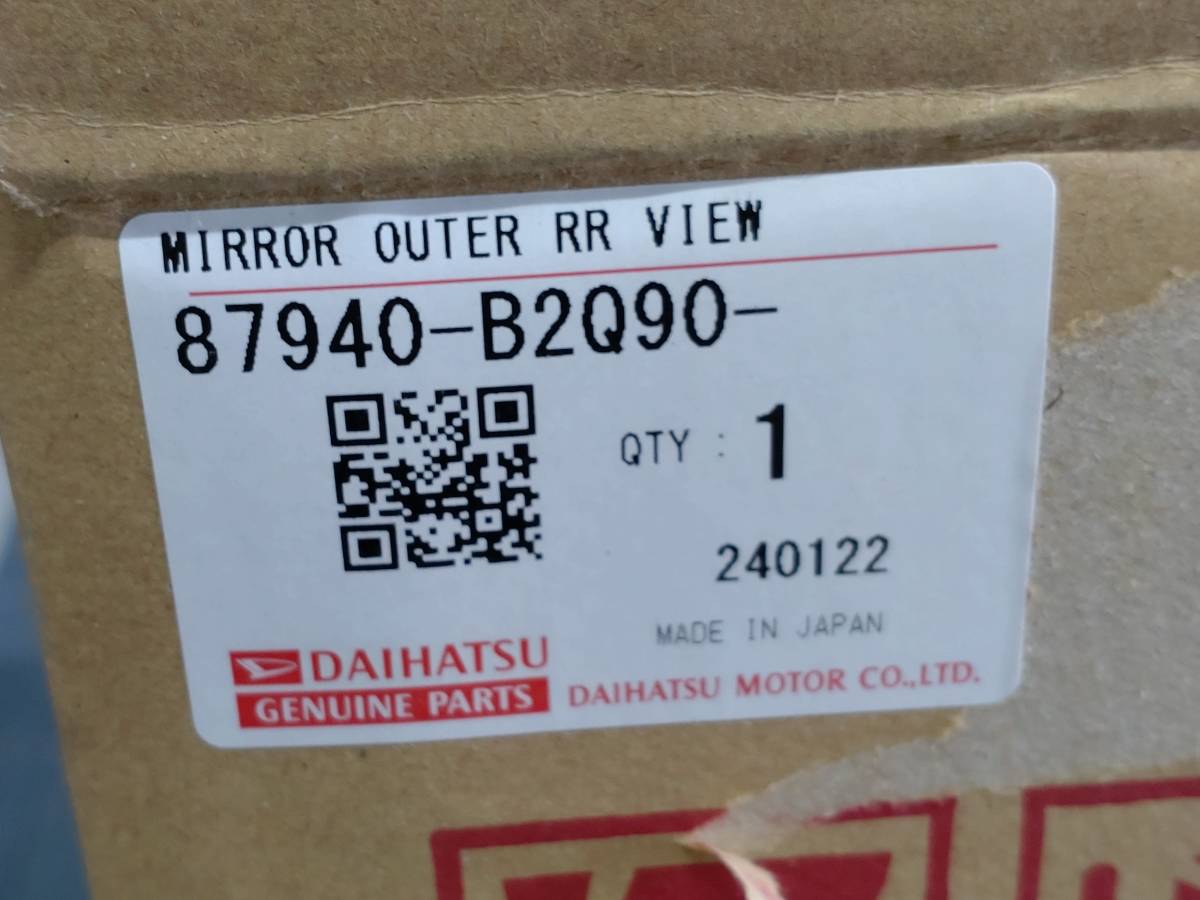 MIRROR OUTER RR VIEW
87940-B2Q90-
QTY : 1
240122
MADE IN JAPAN
DAIHATSU
GENUINE PARTS
DAIHATSU MOTOR CO.,LTD.